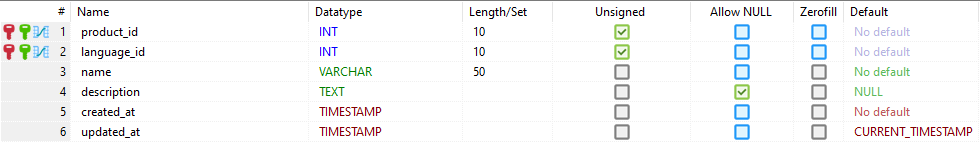 # Name Datatype Length/Set Unsigned Allow NULL Zerofill Default
1 product_id INT 10 No default
2 language_id INT 10 No default
3 name VARCHAR 50 No default
4 description TEXT NULL
5 created_at TIMESTAMP No default
6 updated_at TIMESTAMP CURRENT_TIMESTAMP